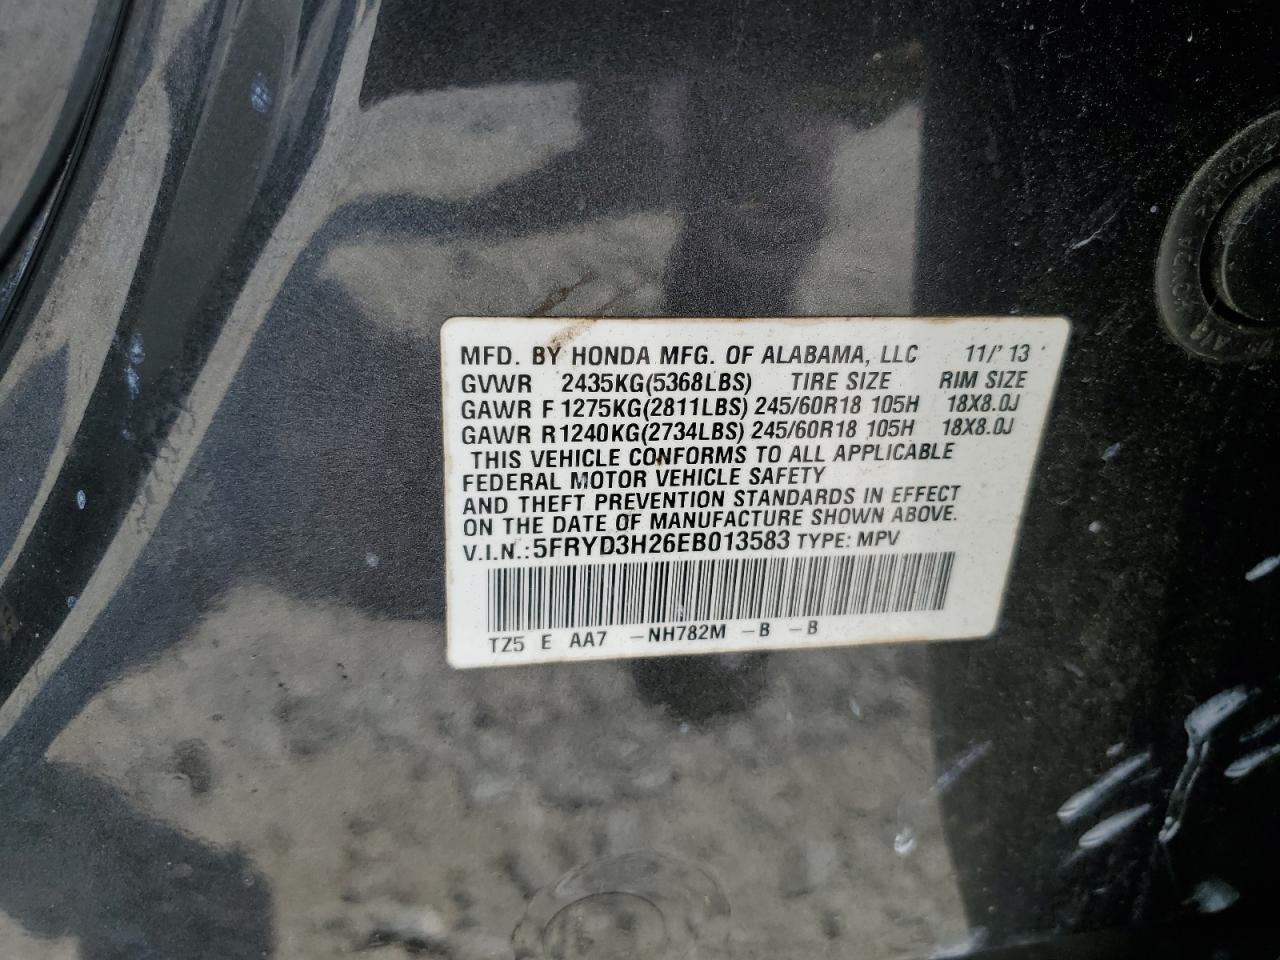 MFD. BY HONDA MFG. OF ALABAMA, LLC 11/'13
GVWR 2435KG(5368LBS) TIRE SIZE RIM SIZE
GAWR F 1275KG(2811LBS) 245/60R18 105H 18X8.0J
GAWR R 1240KG(2734LBS) 245/60R18 105H 18X8.0J
THIS VEHICLE CONFORMS TO ALL APPLICABLE
FEDERAL MOTOR VEHICLE SAFETY
AND THEFT PREVENTION STANDARDS IN EFFECT
ON THE DATE OF MANUFACTURE SHOWN ABOVE.
V.I.N.: 5FRYD3H26EB013583 TYPE: MPV
TZ5 E AA7 -NH782M -B -B